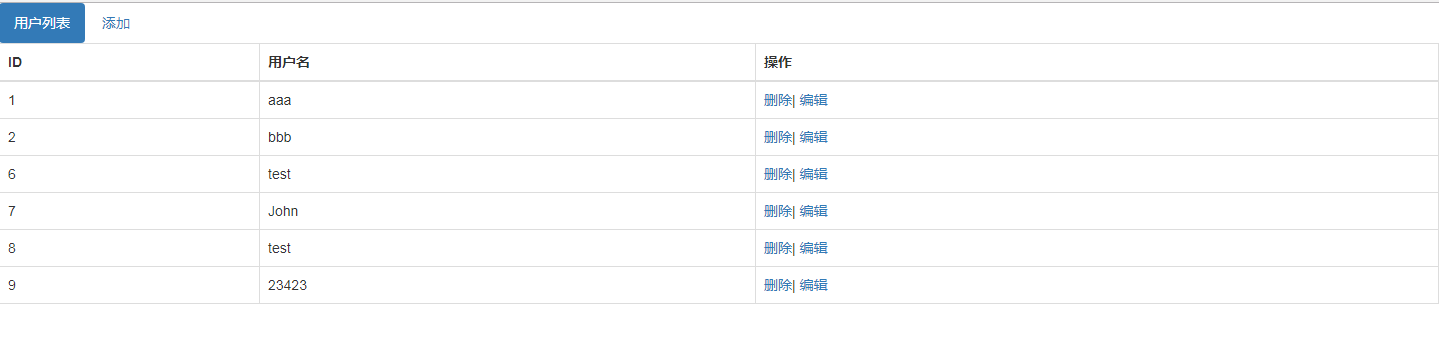 用户列表 添加
ID 用户名 操作
1 aaa 删除| 编辑
2 bbb 删除| 编辑
6 test 删除| 编辑
7 John 删除| 编辑
8 test 删除| 编辑
9 23423 删除| 编辑